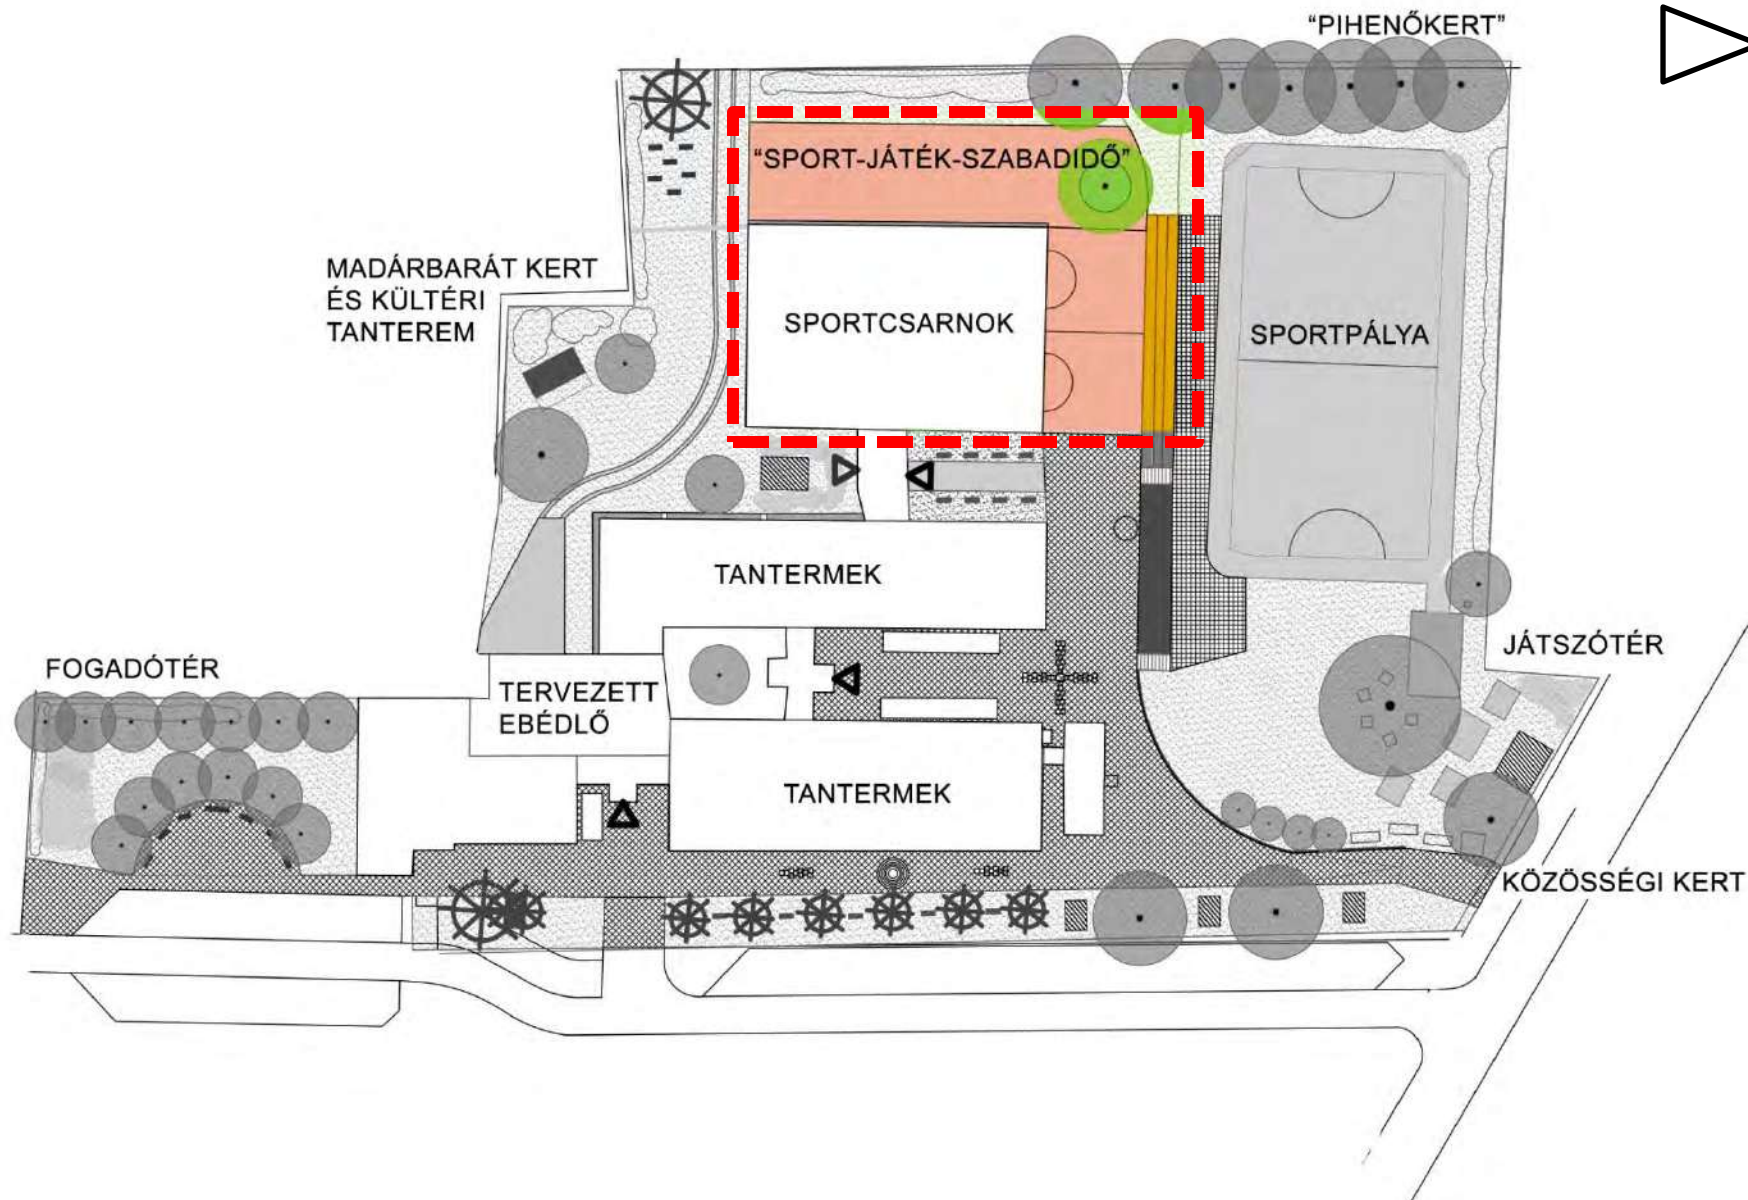 “PIHENŐKERT”
“SPORT-JÁTÉK-SZABADIDŐ”
MADÁRBARÁT KERT
ÉS KÜLTÉRI
TANTEREM
SPORTCSARNOK
SPORTPÁLYA
TANTERMEK
FOGADÓTÉR
JÁTSZÓTÉR
TERVEZETT
EBÉDLŐ
TANTERMEK
KÖZÖSSÉGI KERT